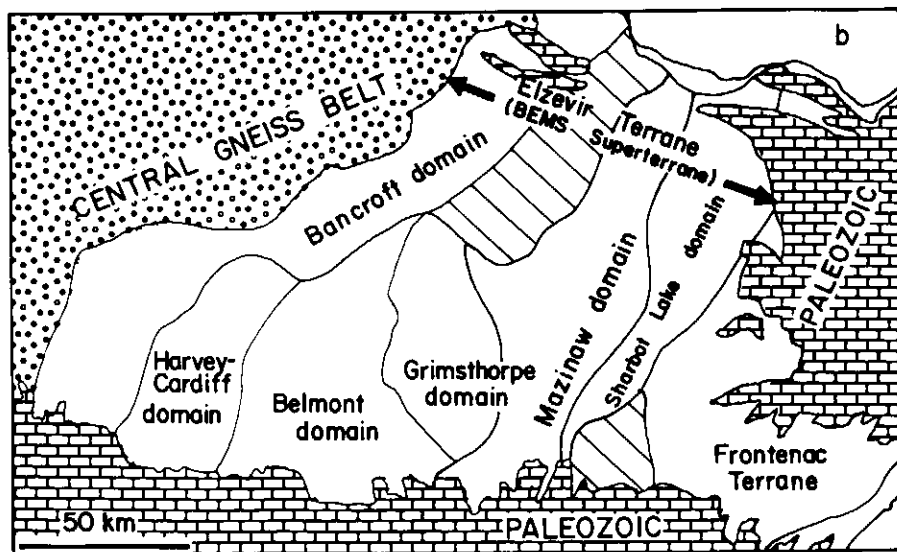 b
CENTRAL GNEISS BELT
Elzevir Terrane
(BEMS Superterrane)
Bancroft domain
PALEOZOIC
Mazinaw domain
Sharbot Lake domain
Harvey-
Cardiff
domain
Belmont
domain
Grimsthorpe
domain
Frontenac
Terrane
50 km
PALEOZOIC